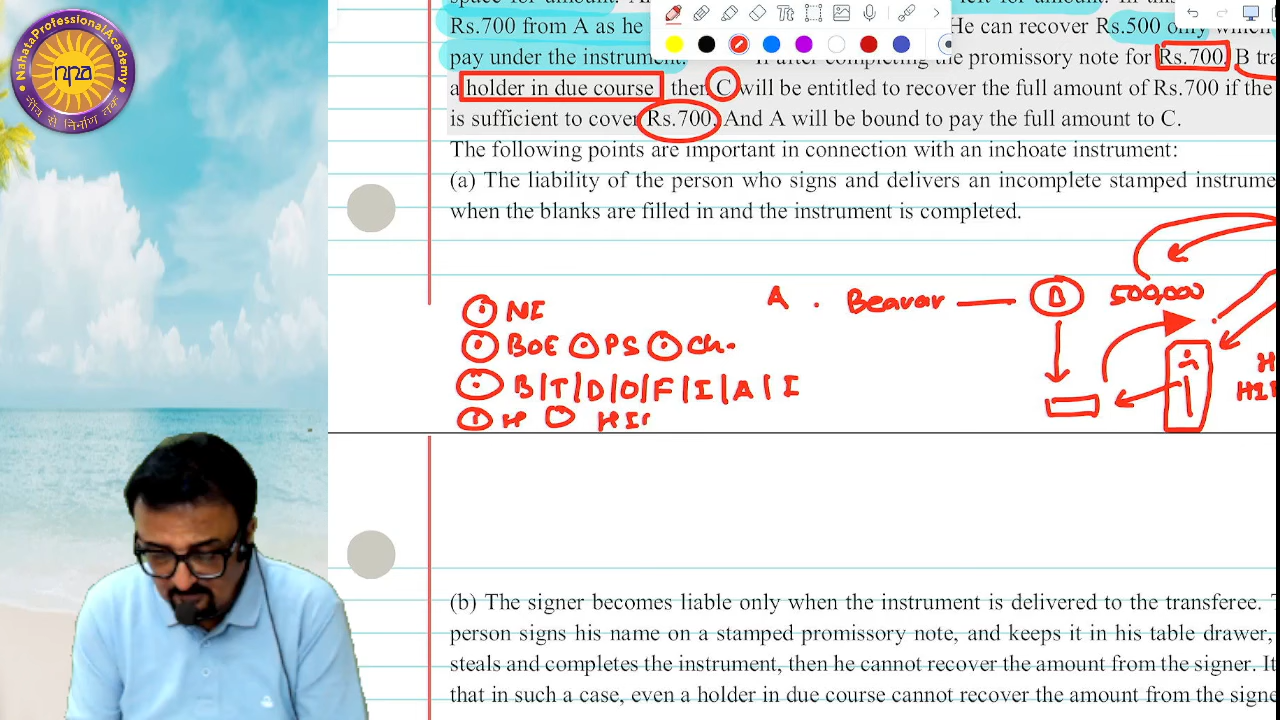 Nahata Professional Academy
npa
नींव से निर्माण तक
Rs.700 from A as he
He can recover Rs.500 only which
pay under the instrument.
If after completing the promissory note for Rs.700, B tra
a holder in due course then C will be entitled to recover the full amount of Rs.700 if the
is sufficient to cover Rs.700. And A will be bound to pay the full amount to C.
The following points are important in connection with an inchoate instrument:
(a) The liability of the person who signs and delivers an incomplete stamped instrume
when the blanks are filled in and the instrument is completed.
NI
A . Bearar B 500,000
BOE PS Ch.
B|T|D|O|F|I|A|I
H
HI
H
(b) The signer becomes liable only when the instrument is delivered to the transferee.
person signs his name on a stamped promissory note, and keeps it in his table drawer,
steals and completes the instrument, then he cannot recover the amount from the signer. It
that in such a case, even a holder in due course cannot recover the amount from the signe